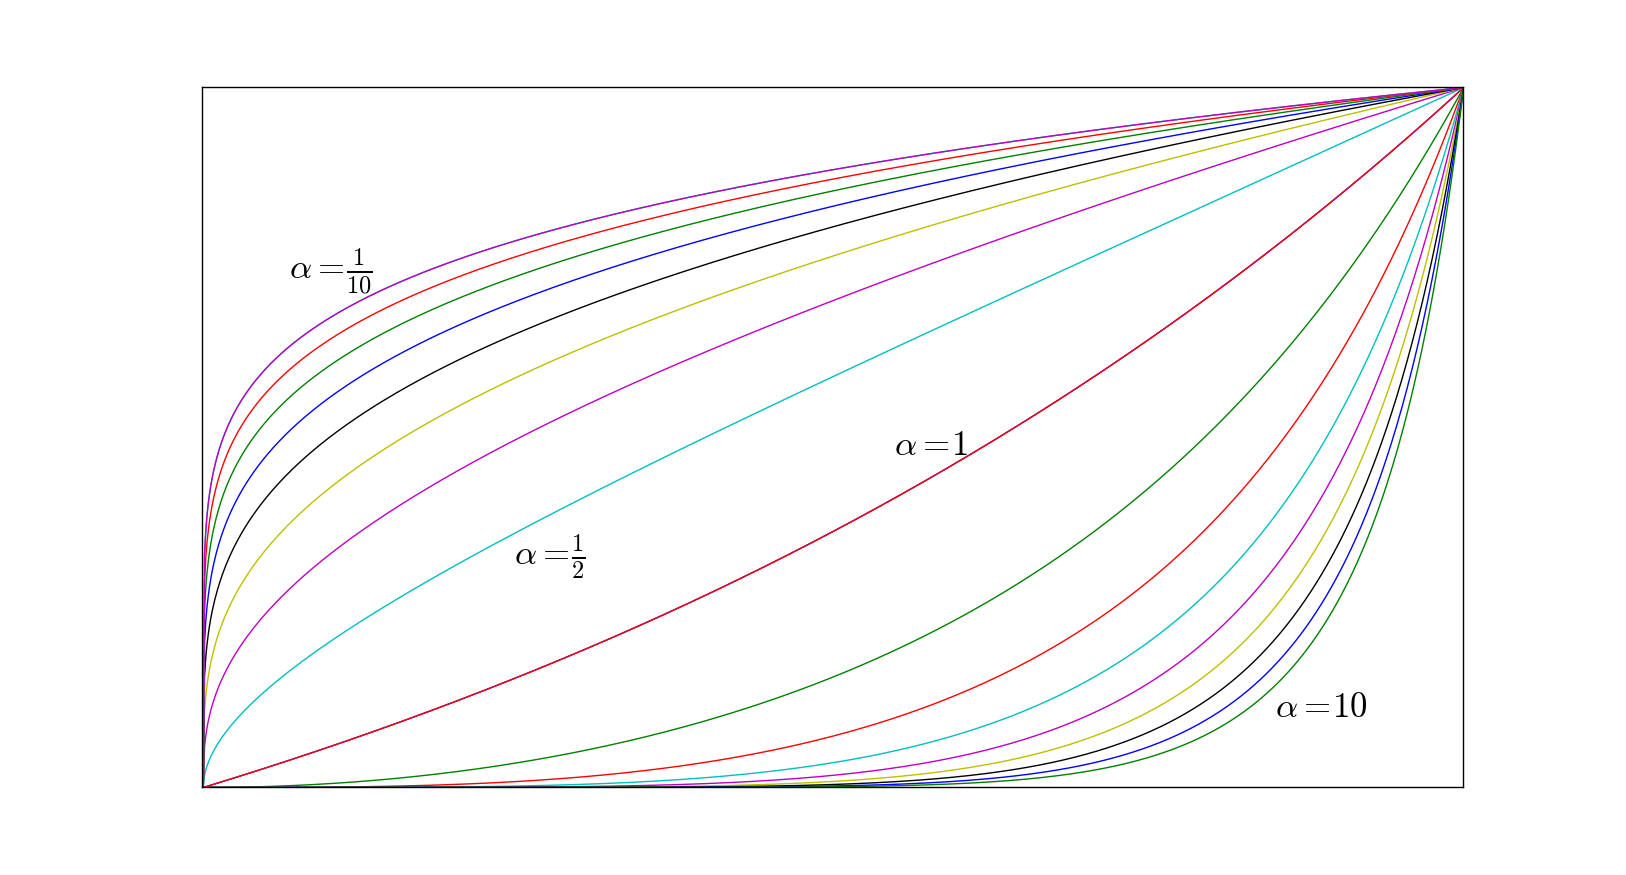 α = 1/10
α = 1
α = 1/2
α = 10